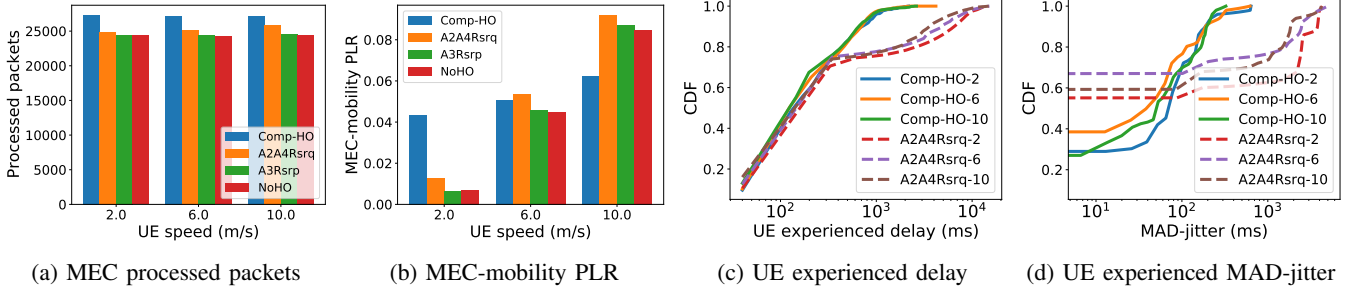 Processed packets
25000
20000
15000
10000
5000
0
2.0 6.0 10.0
UE speed (m/s)
Comp-HO
A2A4Rsrq
A3Rsrp
NoHO
(a) MEC processed packets
MEC-mobility PLR
0.08
0.06
0.04
0.02
0.00
2.0 6.0 10.0
UE speed (m/s)
Comp-HO
A2A4Rsrq
A3Rsrp
NoHO
(b) MEC-mobility PLR
CDF
1.0
0.8
0.6
0.4
0.2
10² 10³ 10⁴
UE experienced delay (ms)
Comp-HO-2
Comp-HO-6
Comp-HO-10
A2A4Rsrq-2
A2A4Rsrq-6
A2A4Rsrq-10
(c) UE experienced delay
CDF
1.0
0.8
0.6
0.4
0.2
10¹ 10² 10³
MAD-jitter (ms)
Comp-HO-2
Comp-HO-6
Comp-HO-10
A2A4Rsrq-2
A2A4Rsrq-6
A2A4Rsrq-10
(d) UE experienced MAD-jitter